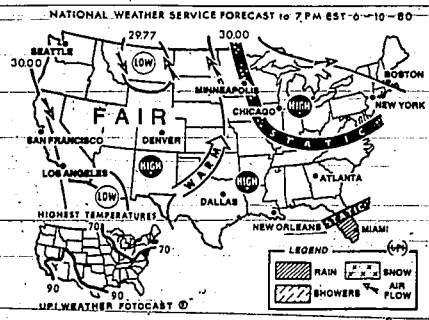 NATIONAL WEATHER SERVICE FORECAST to 7 PM EST 6-10-80
SEATTLE
29.77
30.00
30.00
LOW
BOSTON
MINNEAPOLIS
HIGH
NEW YORK
CHICAGO
FAIR
STATIC
SAN FRANCISCO
DENVER
HIGH
WARM
LOS ANGELES
HIGH
ATLANTA
LOW
DALLAS
HIGHEST TEMPERATURES
STATIC
NEW ORLEANS
MIAMI
70
70
90
90
LEGEND
UPI
RAIN
SNOW
SHOWERS
AIR FLOW
UPI WEATHER FOTOCAST ®